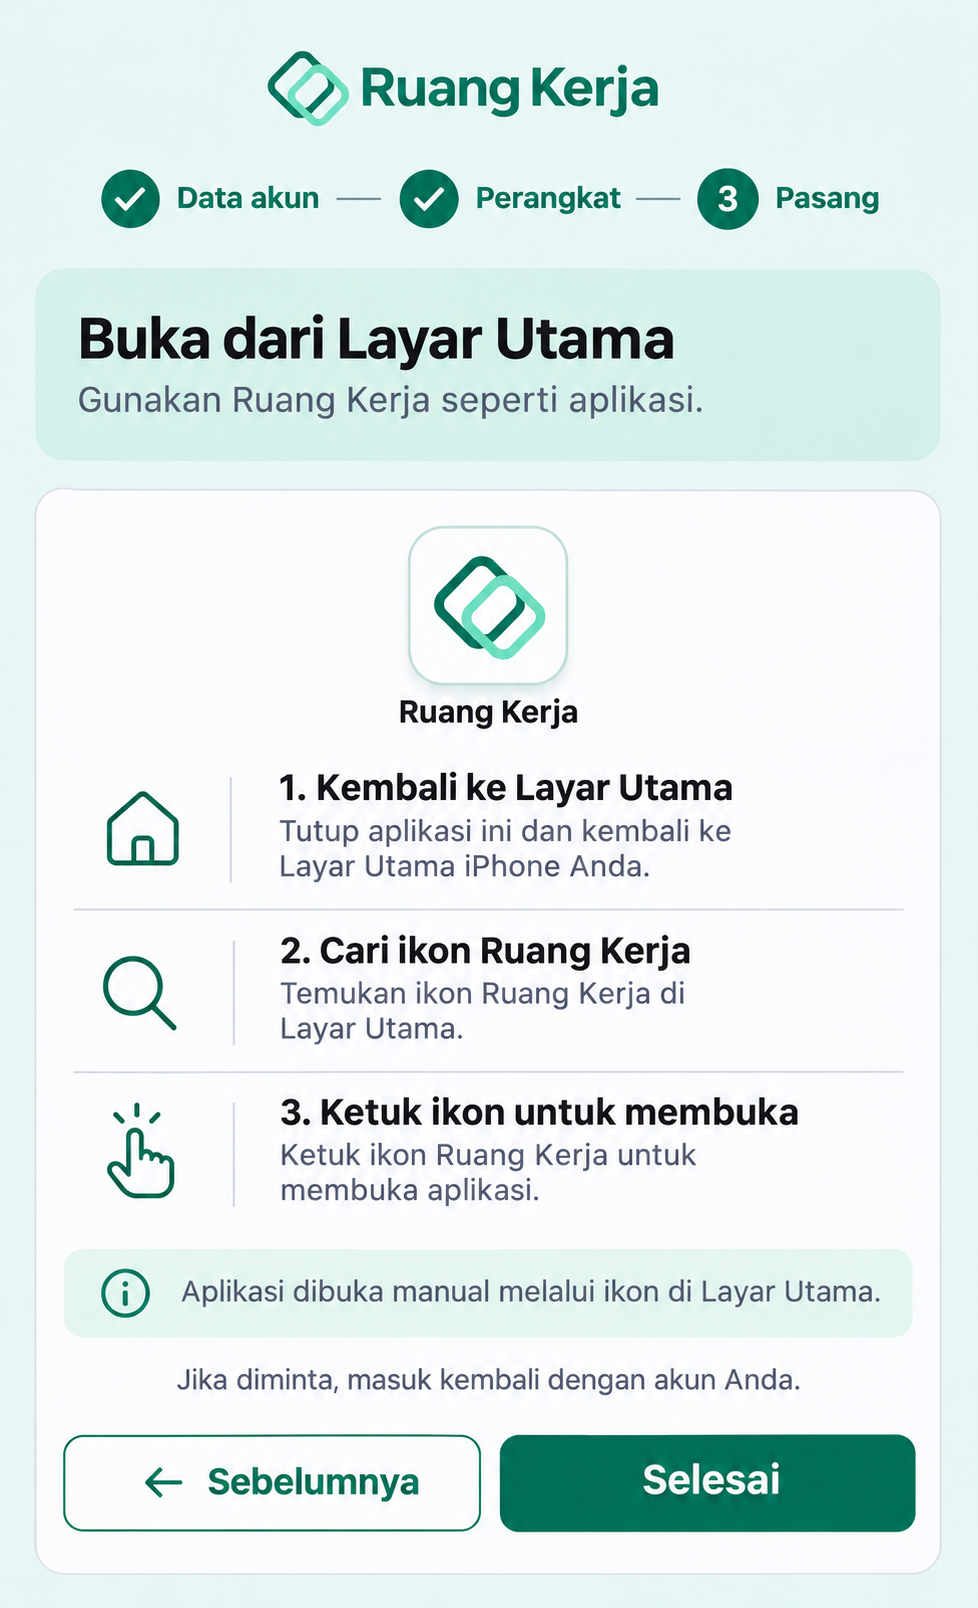 Ruang Kerja
Data akun
Perangkat
3 Pasang
Buka dari Layar Utama
Gunakan Ruang Kerja seperti aplikasi.
Ruang Kerja
1. Kembali ke Layar Utama
Tutup aplikasi ini dan kembali ke
Layar Utama iPhone Anda.
2. Cari ikon Ruang Kerja
Temukan ikon Ruang Kerja di
Layar Utama.
3. Ketuk ikon untuk membuka
Ketuk ikon Ruang Kerja untuk
membuka aplikasi.
Aplikasi dibuka manual melalui ikon di Layar Utama.
Jika diminta, masuk kembali dengan akun Anda.
← Sebelumnya
Selesai